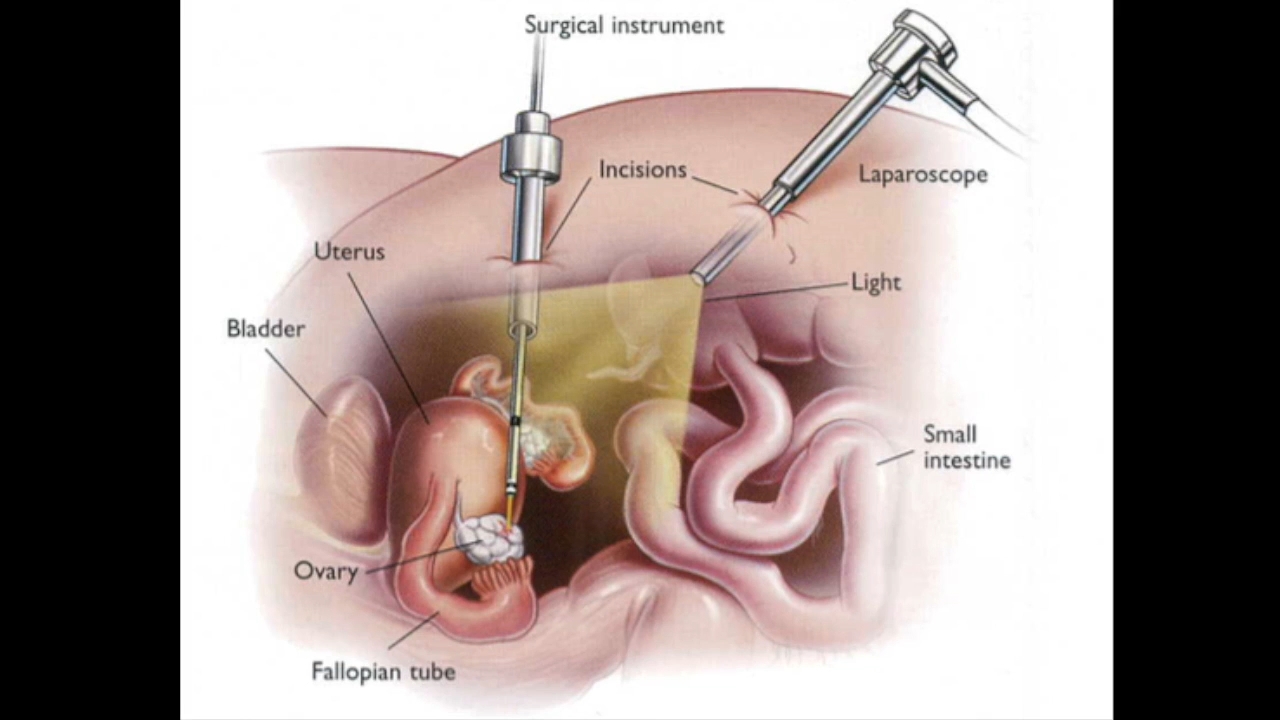 Surgical instrument
Incisions
Laparoscope
Uterus
Light
Bladder
Small
intestine
Ovary
Fallopian tube